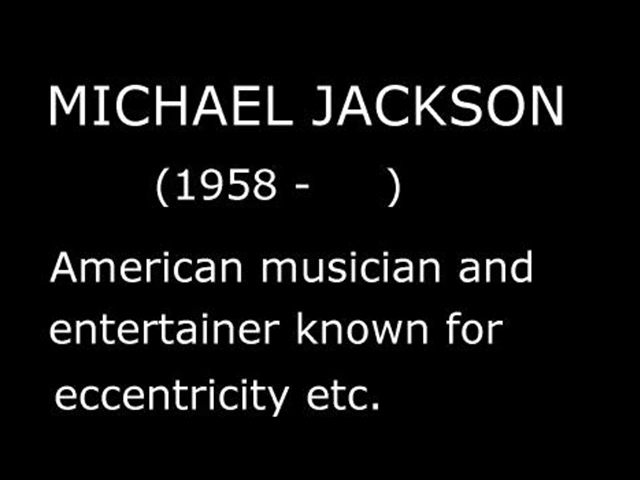 MICHAEL JACKSON
(1958 -     )
American musician and
entertainer known for
eccentricity etc.